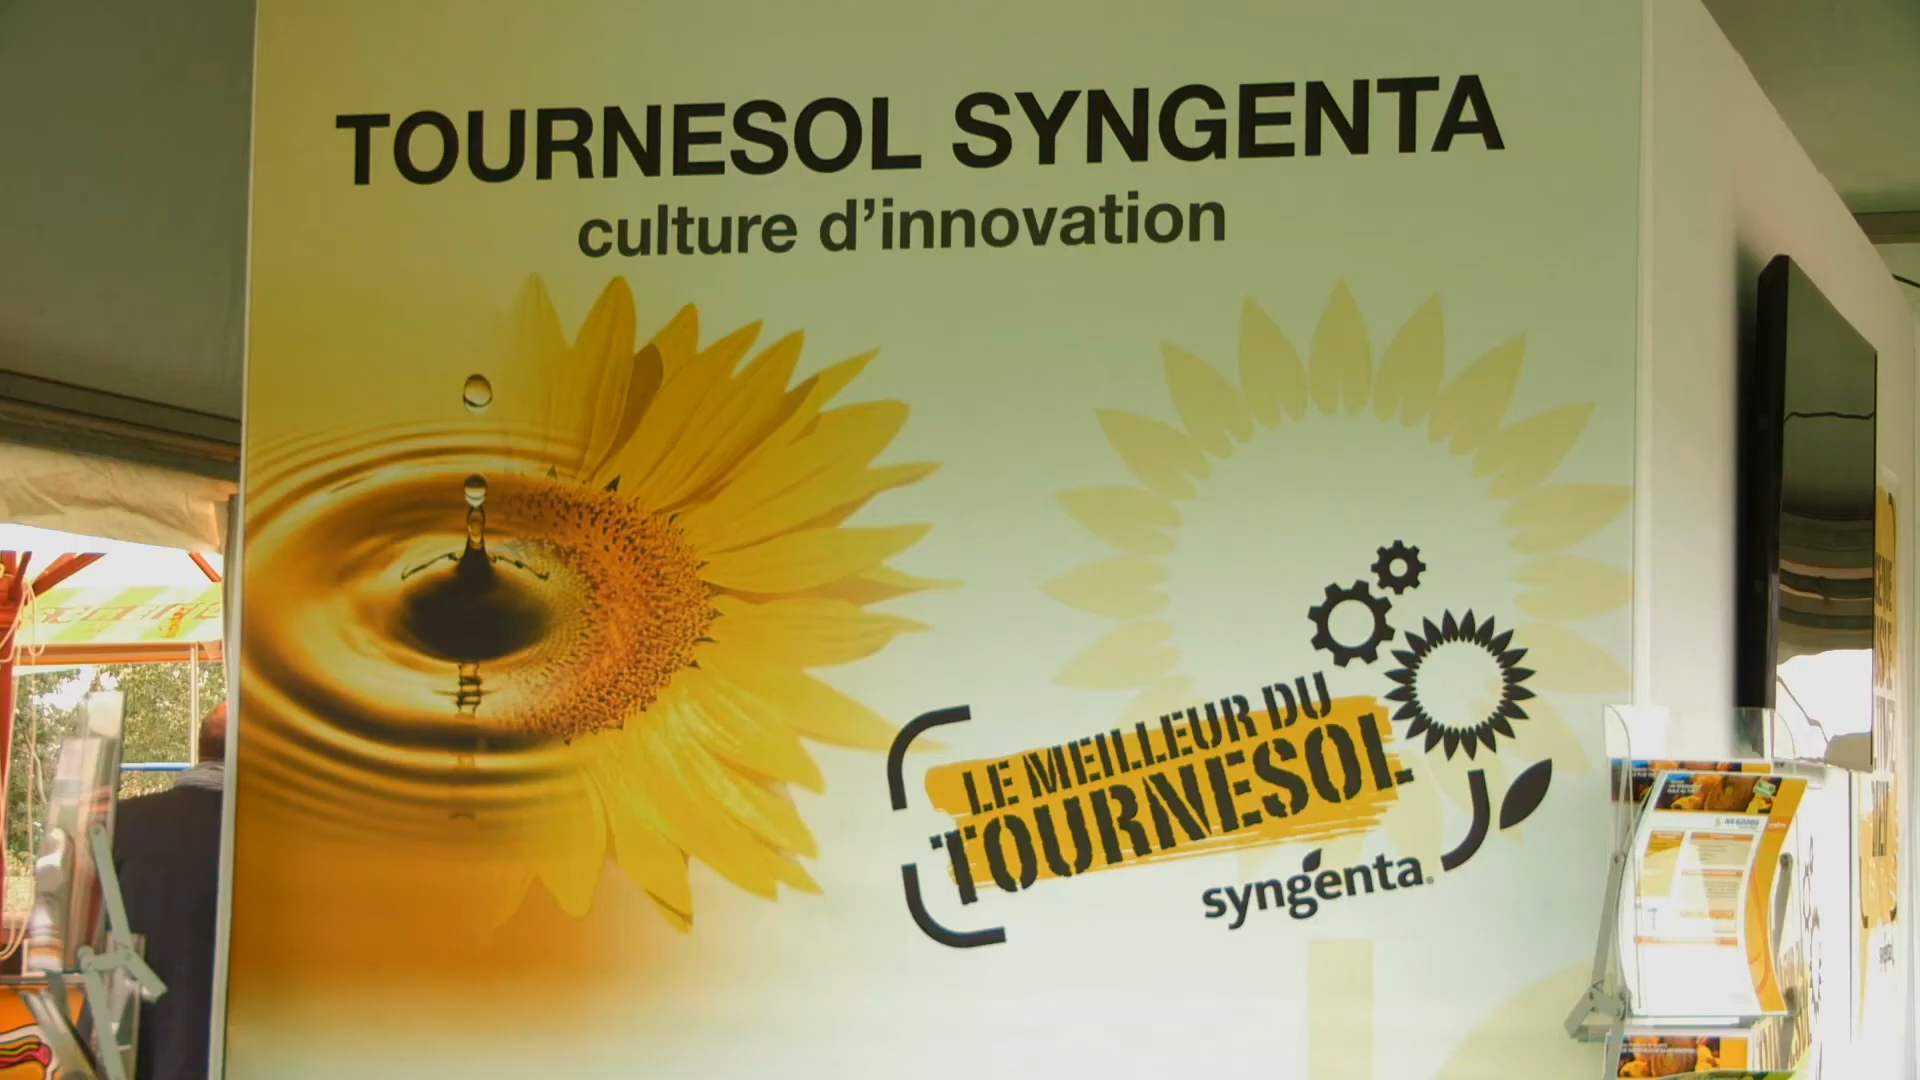 TOURNESOL SYNGENTA
culture d'innovation
LE MEILLEUR DU
TOURNESOL
syngenta